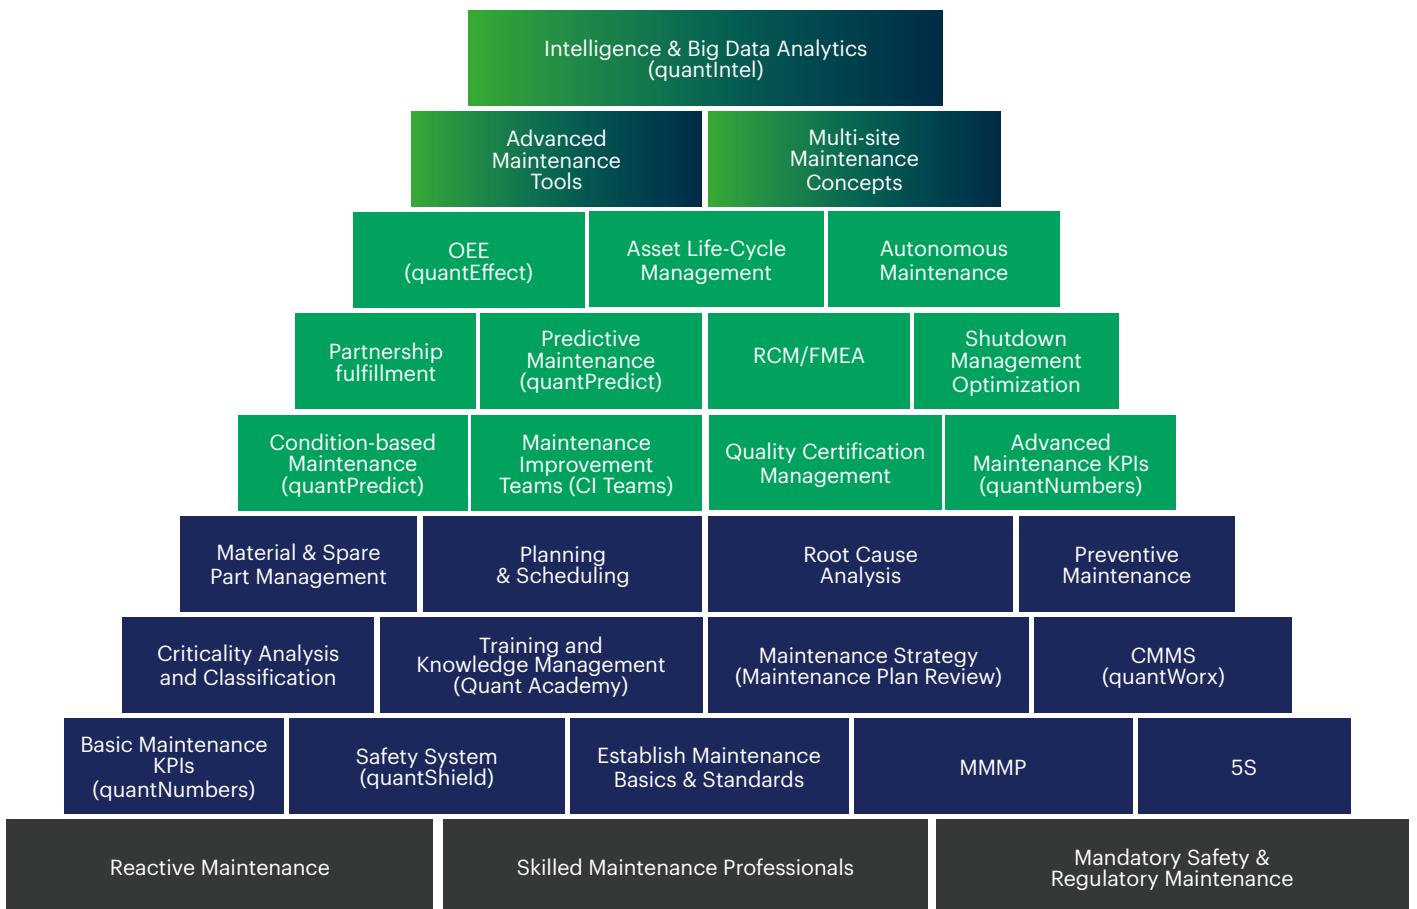 Intelligence & Big Data Analytics
(quantIntel)
Advanced
Maintenance
Tools
Multi-site
Maintenance
Concepts
OEE
(quantEffect)
Asset Life-Cycle
Management
Autonomous
Maintenance
Partnership
fulfillment
Predictive
Maintenance
(quantPredict)
RCM/FMEA
Shutdown
Management
Optimization
Condition-based
Maintenance
(quantPredict)
Maintenance
Improvement
Teams (CI Teams)
Quality Certification
Management
Advanced
Maintenance KPIs
(quantNumbers)
Material & Spare
Part Management
Planning
& Scheduling
Root Cause
Analysis
Preventive
Maintenance
Criticality Analysis
and Classification
Training and
Knowledge Management
(Quant Academy)
Maintenance Strategy
(Maintenance Plan Review)
CMMS
(quantWorx)
Basic Maintenance
KPIs
(quantNumbers)
Safety System
(quantShield)
Establish Maintenance
Basics & Standards
MMMP
5S
Reactive Maintenance
Skilled Maintenance Professionals
Mandatory Safety &
Regulatory Maintenance